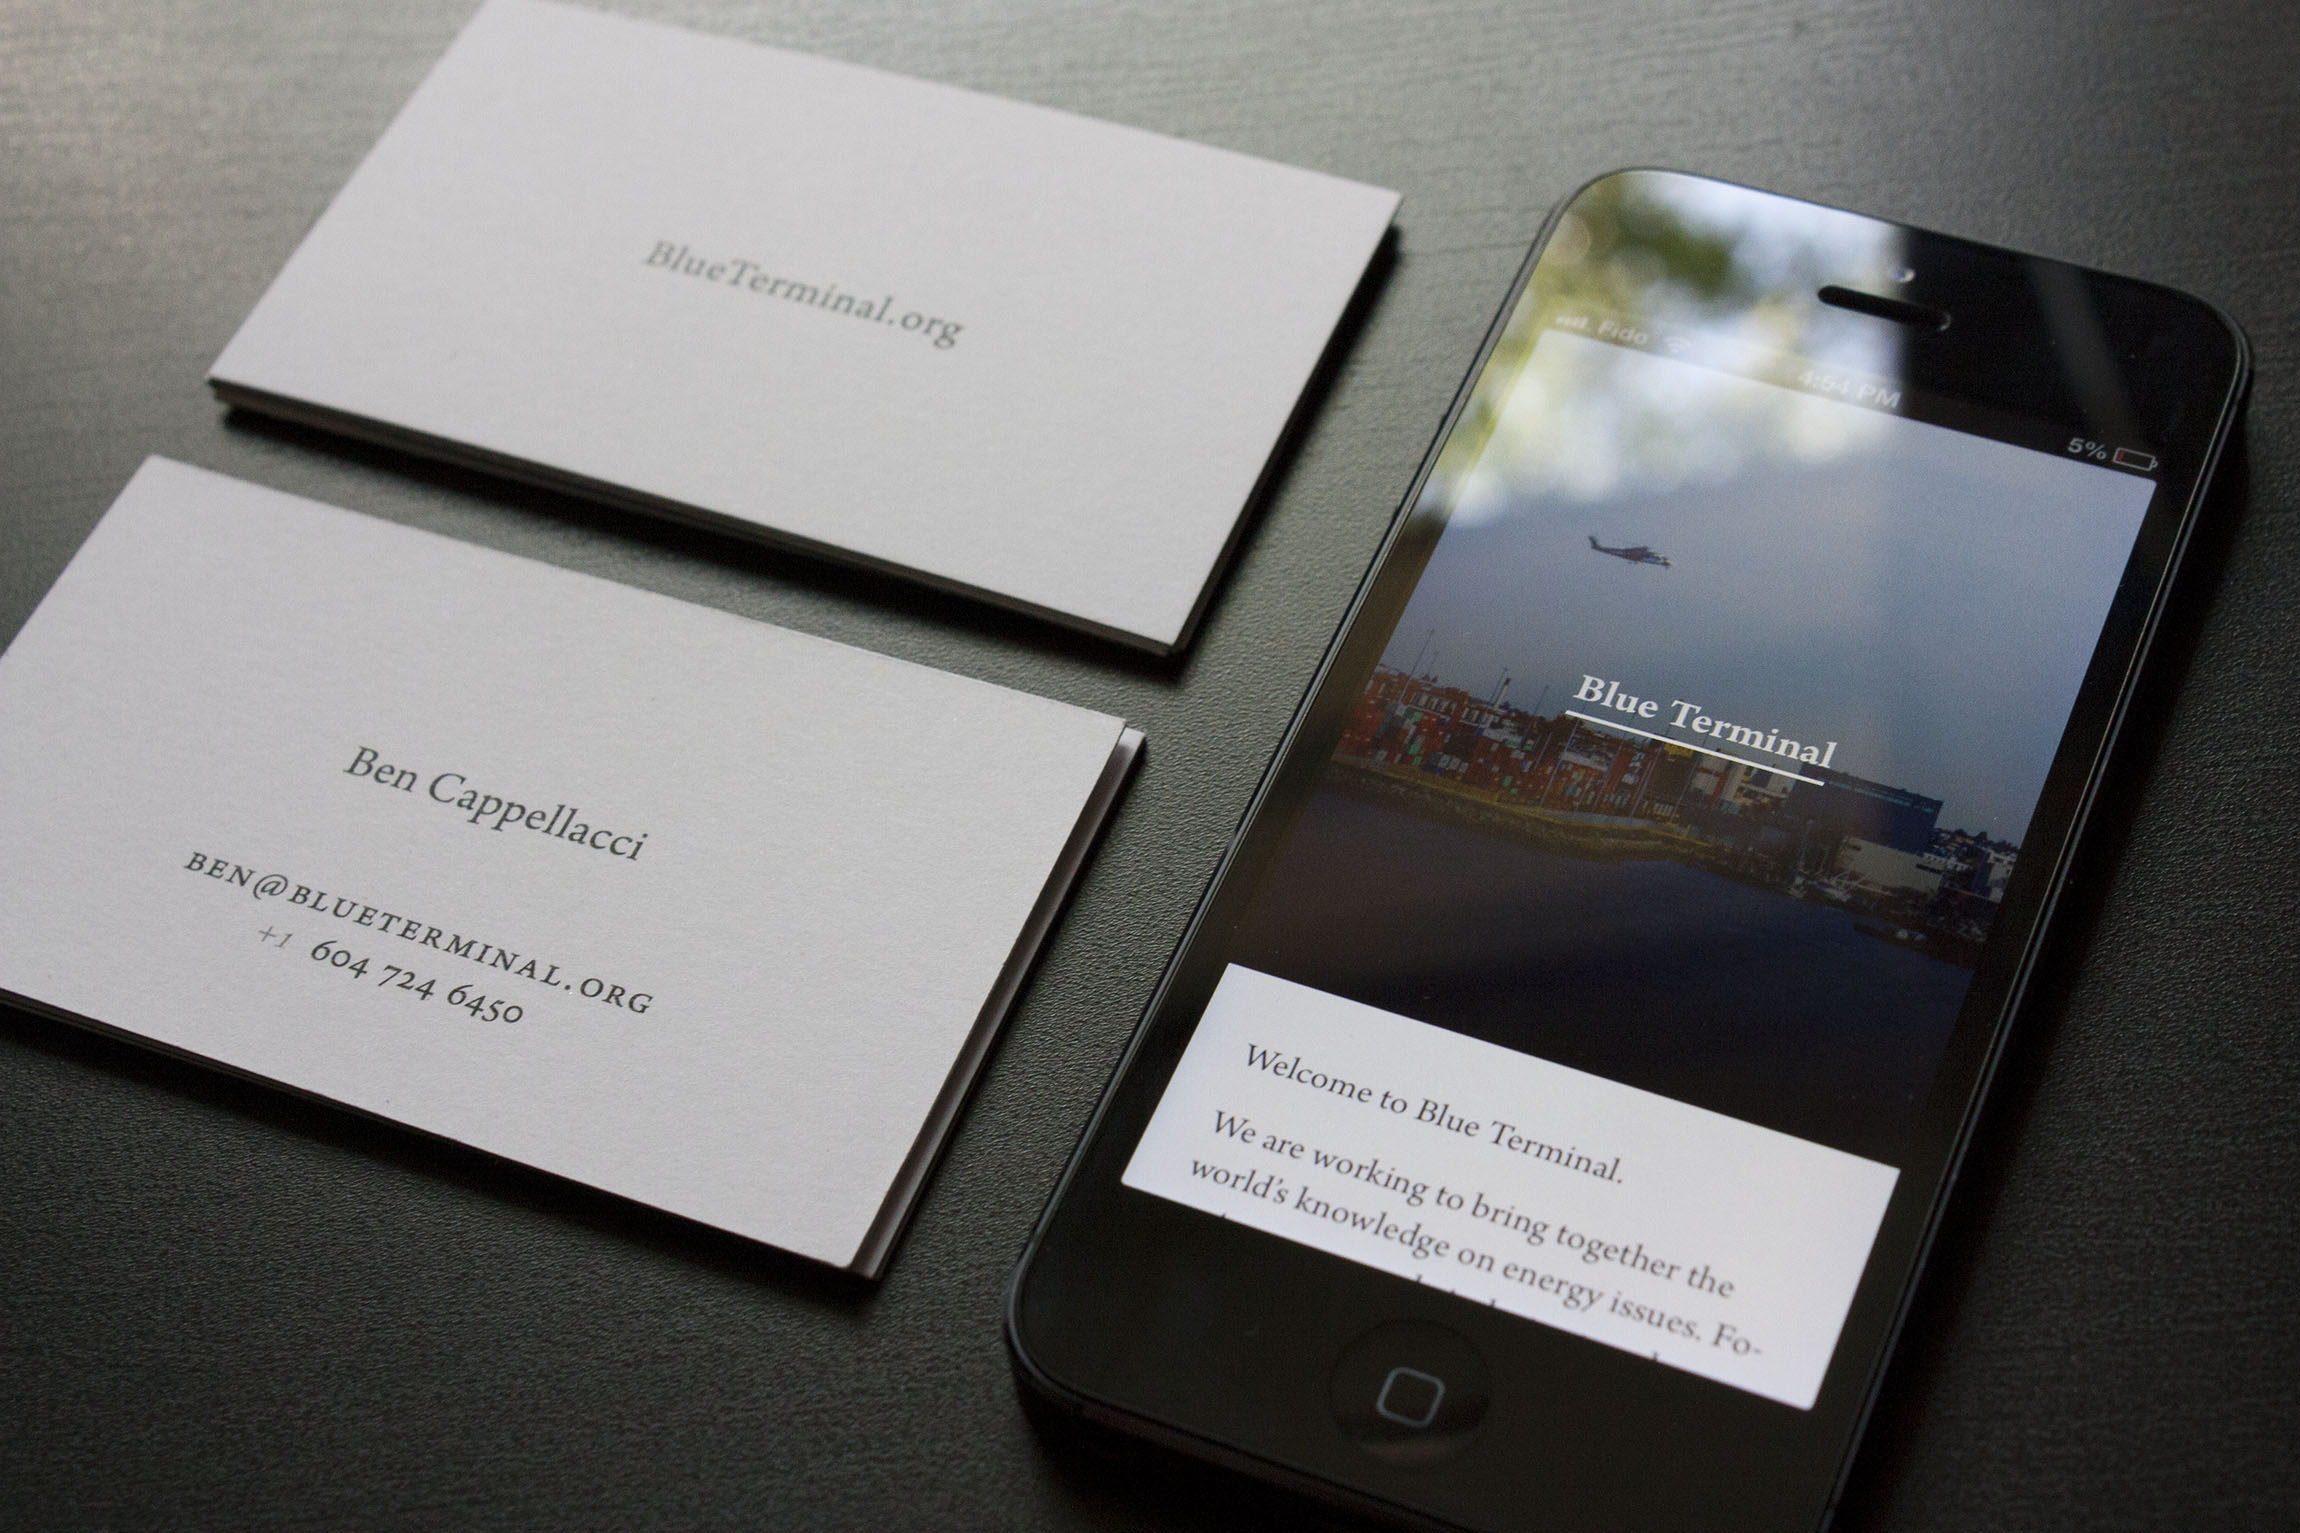 BlueTerminal.org
Ben Cappellacci
BEN@BLUETERMINAL.ORG
+1 604 724 6450
Fido 4:54 PM 5%
Blue Terminal
Welcome to Blue Terminal.
We are working to bring together the
world's knowledge on energy issues. Fo-